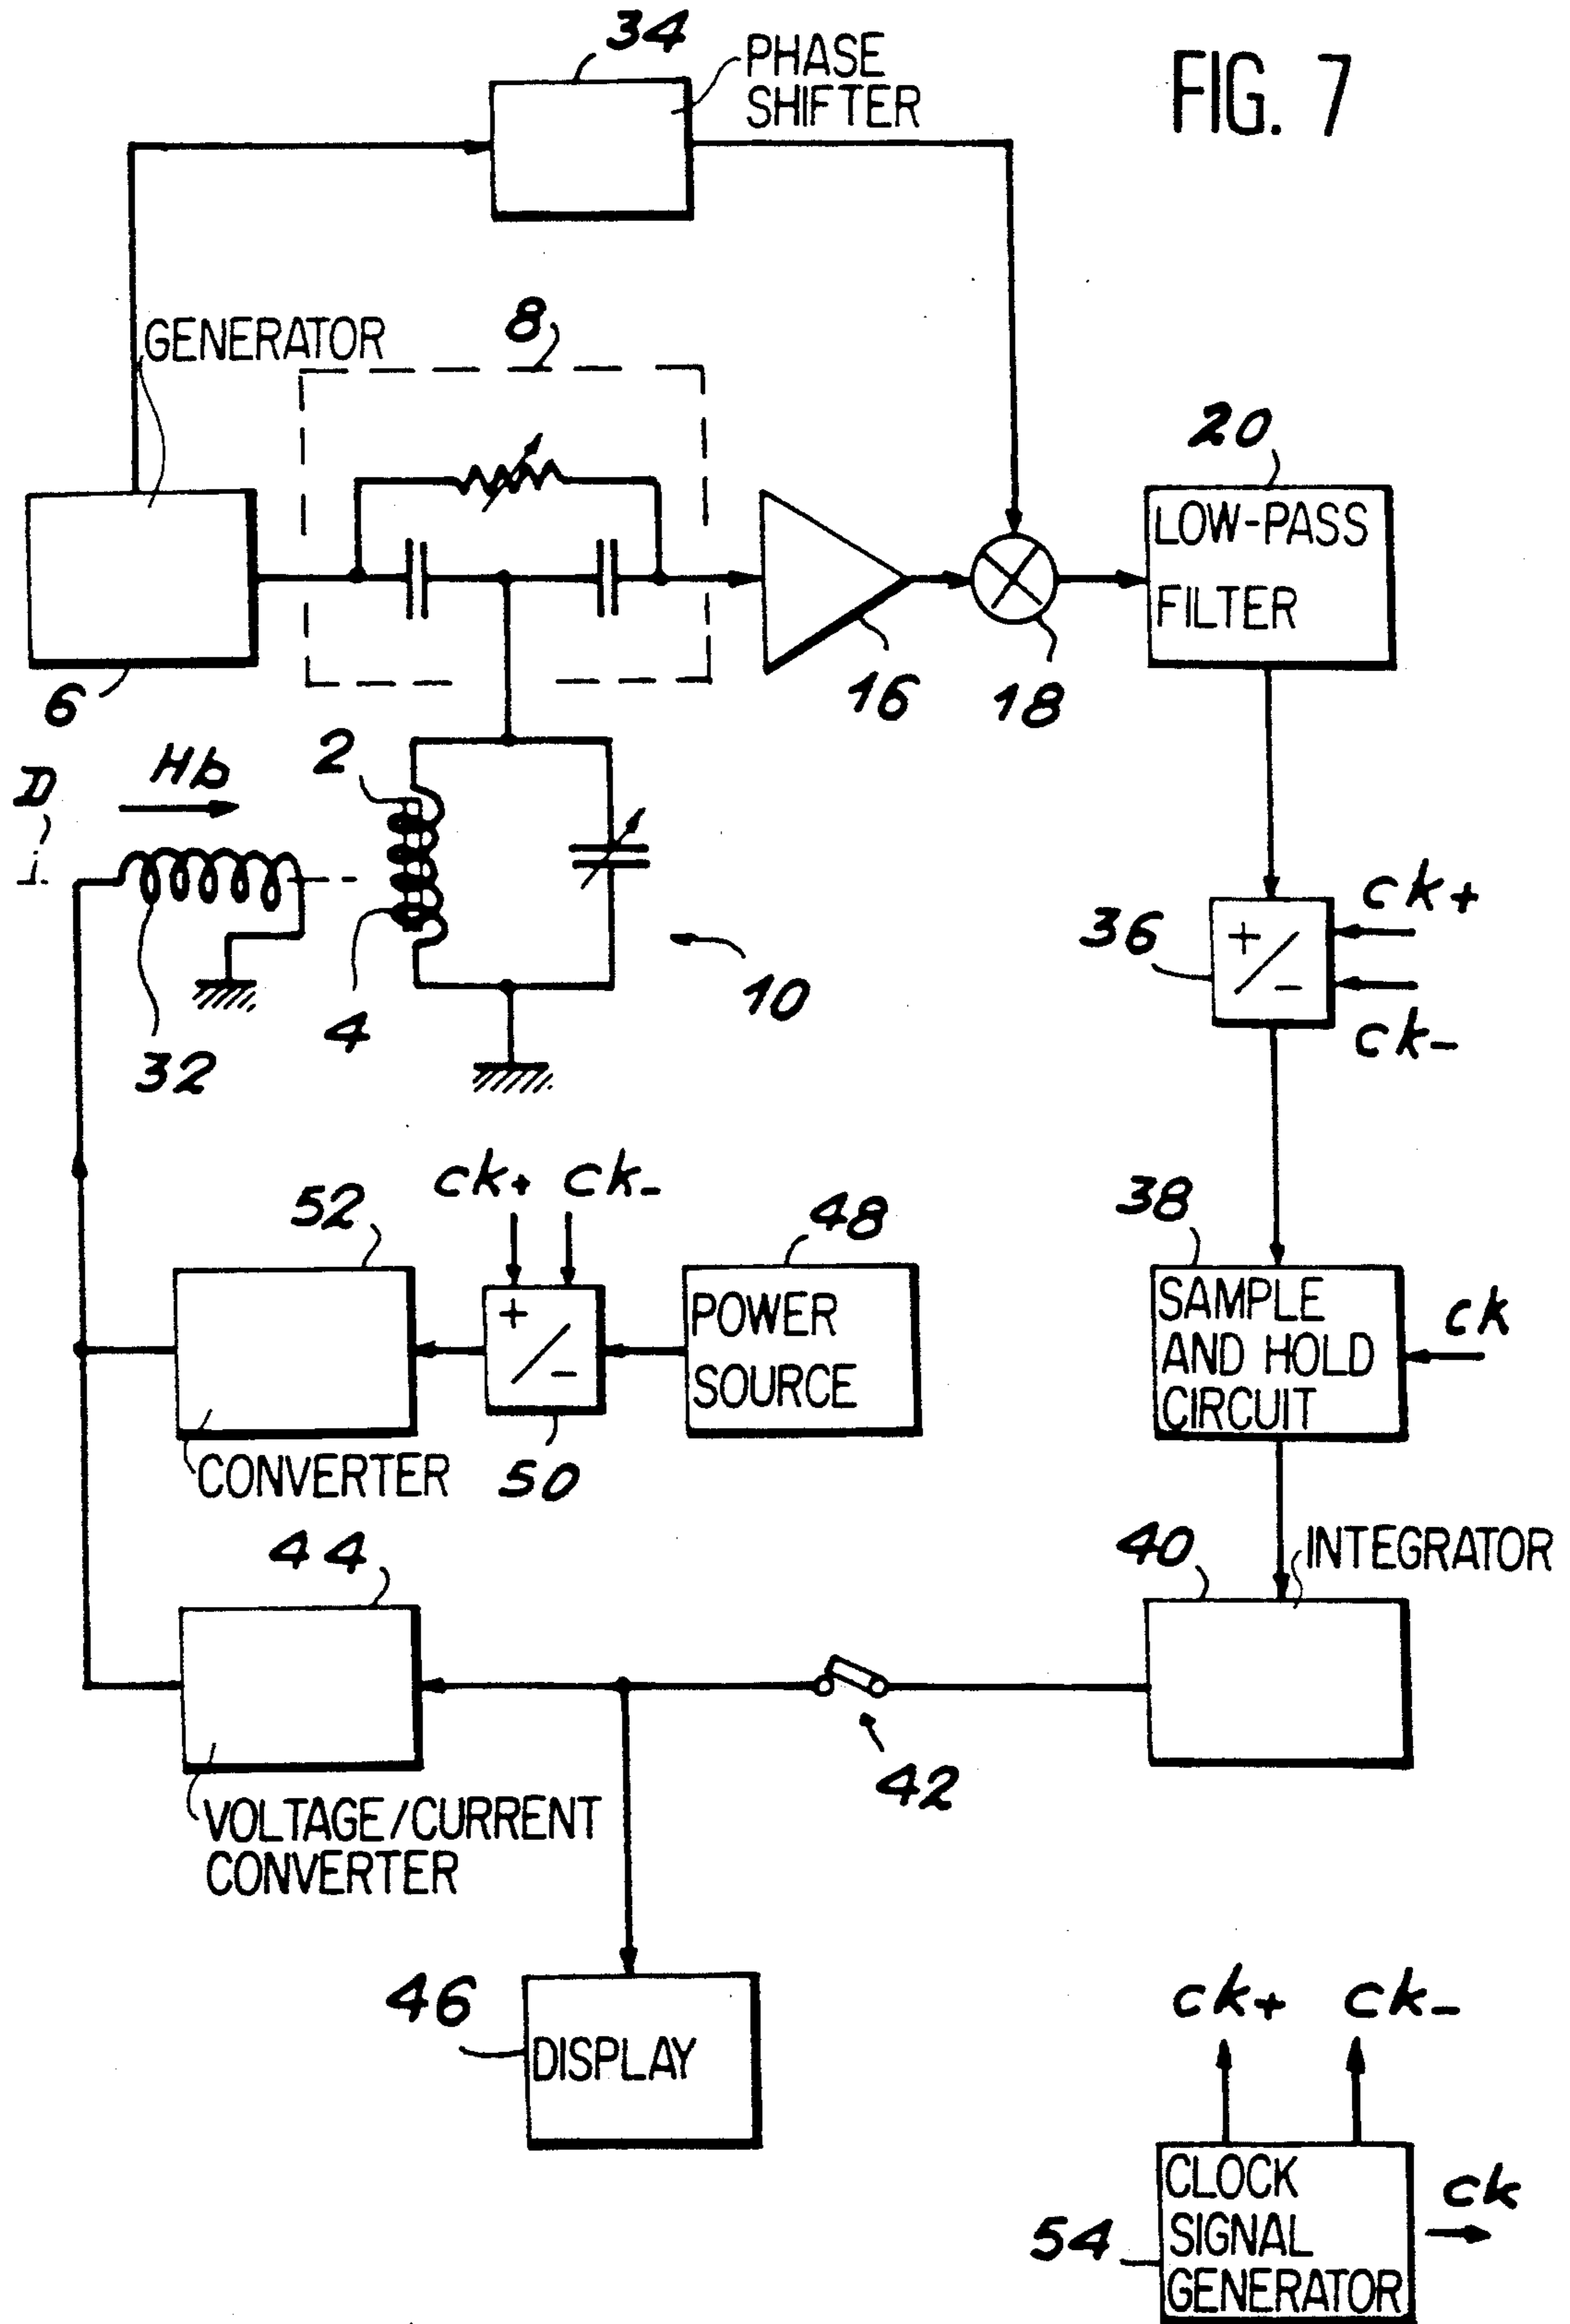 34
PHASE
SHIFTER
FIG. 7
GENERATOR
8
20
LOW-PASS
FILTER
6
16
18
D
Hb
2
4
10
32
36
+
-
ck+
ck-
ck+ ck-
52
48
38
+
-
POWER
SOURCE
SAMPLE
AND HOLD
CIRCUIT
ck
CONVERTER
50
44
40
INTEGRATOR
42
VOLTAGE/CURRENT
CONVERTER
46
DISPLAY
ck+ ck-
54
CLOCK
SIGNAL
GENERATOR
ck